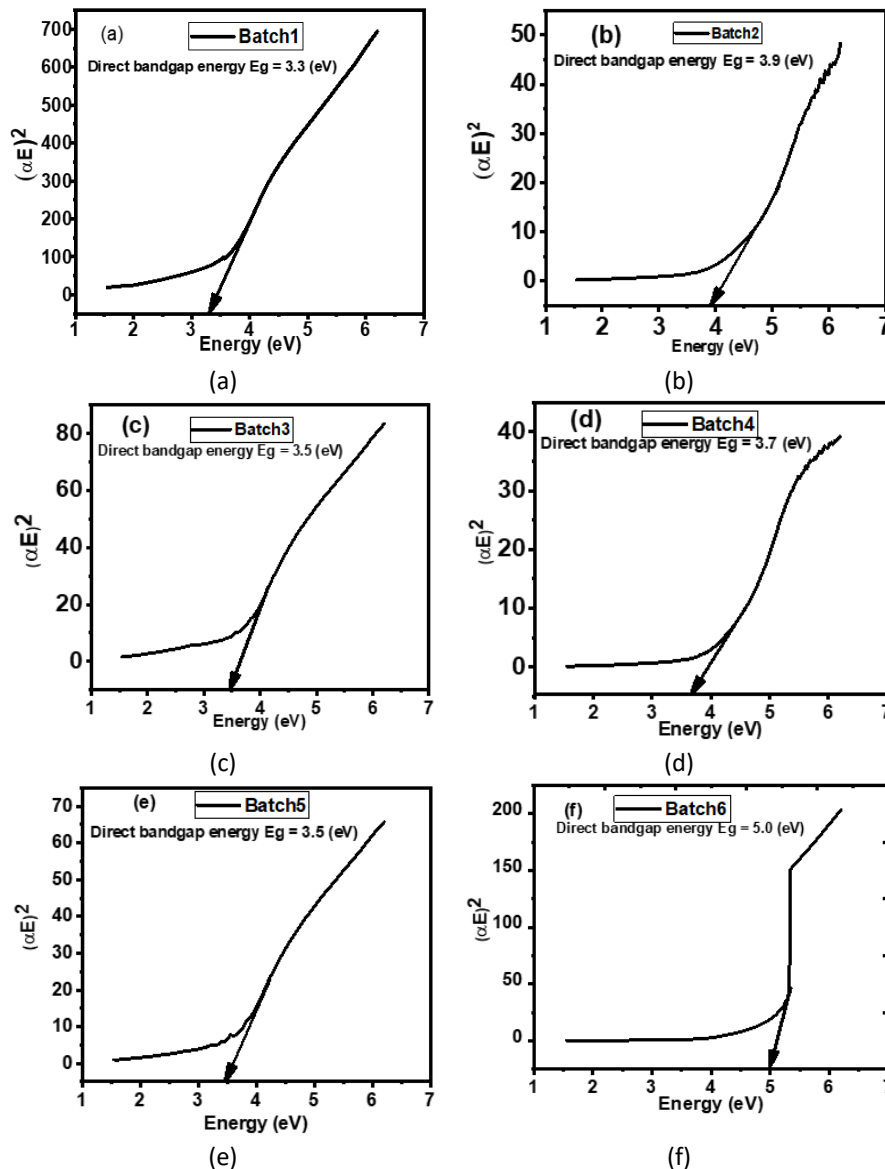 (a)
Batch1
Direct bandgap energy Eg = 3.3 (eV)
700
600
500
400
300
200
100
0
(αE)²
1 2 3 4 5 6 7
Energy (eV)
(a)
(b)
Batch2
Direct bandgap energy Eg = 3.9 (eV)
50
40
30
20
10
0
(αE)²
1 2 3 4 5 6 7
Energy (eV)
(b)
(c)
Batch3
Direct bandgap energy Eg = 3.5 (eV)
80
60
40
20
0
(αE)²
1 2 3 4 5 6 7
Energy (eV)
(c)
(d)
Batch4
Direct bandgap energy Eg = 3.7 (eV)
40
30
20
10
0
(αE)²
1 2 3 4 5 6 7
Energy (eV)
(d)
(e)
Batch5
Direct bandgap energy Eg = 3.5 (eV)
70
60
50
40
30
20
10
0
(αE)²
1 2 3 4 5 6 7
Energy (eV)
(e)
(f)
Batch6
Direct bandgap energy Eg = 5.0 (eV)
200
150
100
50
0
(αE)²
1 2 3 4 5 6 7
Energy (eV)
(f)